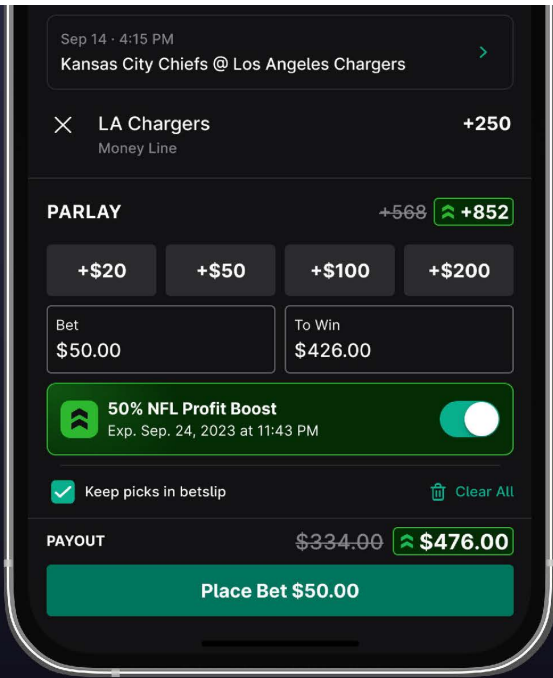 Sep 14 · 4:15 PM
Kansas City Chiefs @ Los Angeles Chargers
LA Chargers +250
Money Line
PARLAY +568 +852
+$20 +$50 +$100 +$200
Bet To Win
$50.00 $426.00
50% NFL Profit Boost
Exp. Sep. 24, 2023 at 11:43 PM
Keep picks in betslip Clear All
PAYOUT $334.00 $476.00
Place Bet $50.00